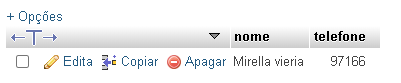 + Opções
nome telefone
Edita Copiar Apagar Mirella vieria 97166